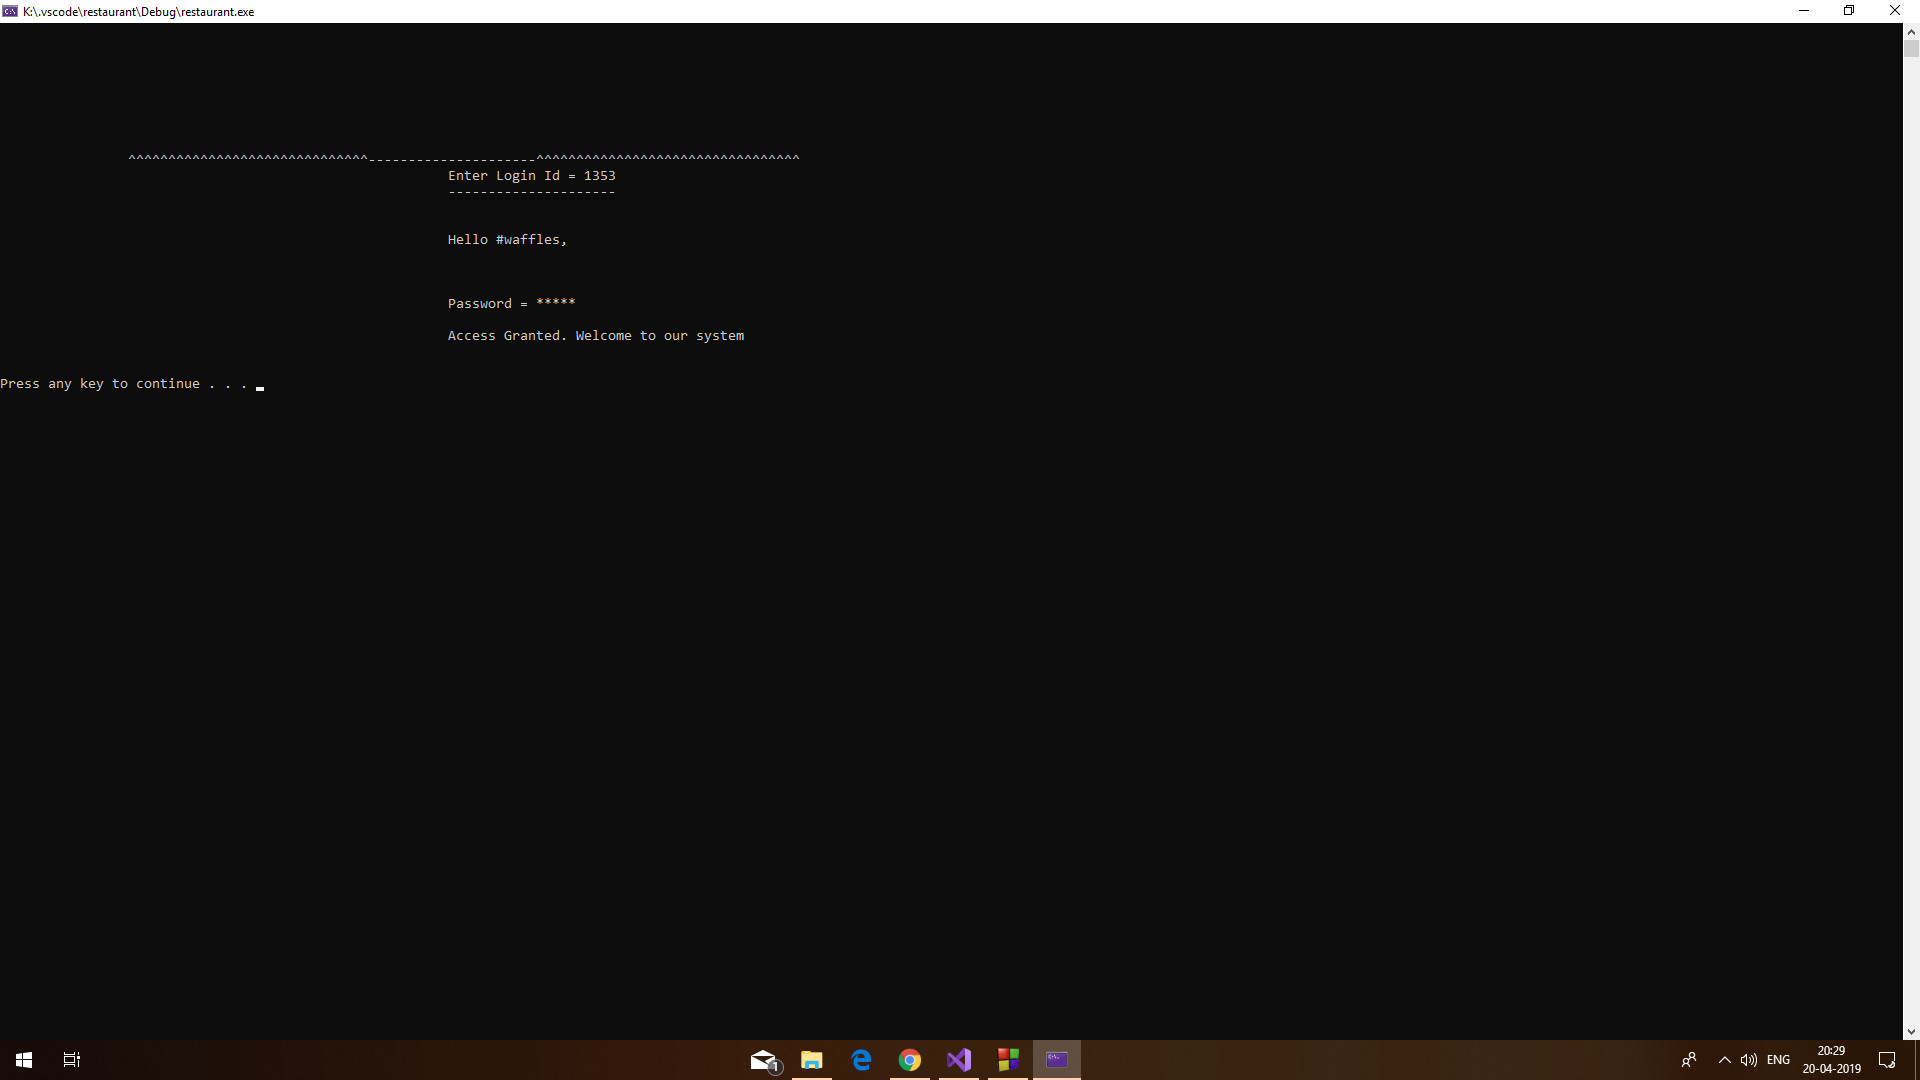 K:\.vscode\restaurant\Debug\restaurant.exe
^^^^^^^^^^^^^^^^^^^^^^^^^^^^^^---------------------^^^^^^^^^^^^^^^^^^^^^^^^^^^^^^^^^
Enter Login Id = 1353
---------------------
Hello #waffles,
Password = *****
Access Granted. Welcome to our system
Press any key to continue . . .
1
ENG
20:29
20-04-2019